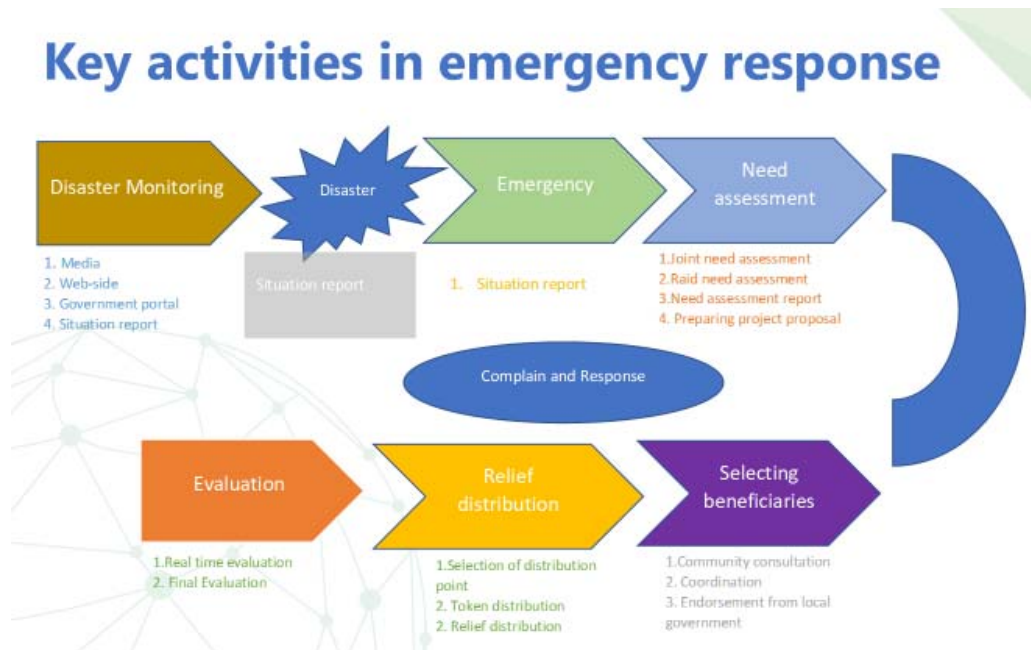 Key activities in emergency response
Disaster Monitoring
Disaster
Emergency
Need
assessment
1. Media
2. Web-side
3. Government portal
4. Situation report
Situation report
1. Situation report
1.Joint need assessment
2.Raid need assessment
3.Need assessment report
4. Preparing project proposal
Complain and Response
Evaluation
Relief
distribution
Selecting
beneficiaries
1.Real time evaluation
2. Final Evaluation
1.Selection of distribution
point
2. Token distribution
2. Relief distribution
1.Community consultation
2. Coordination
3. Endorsement from local
government